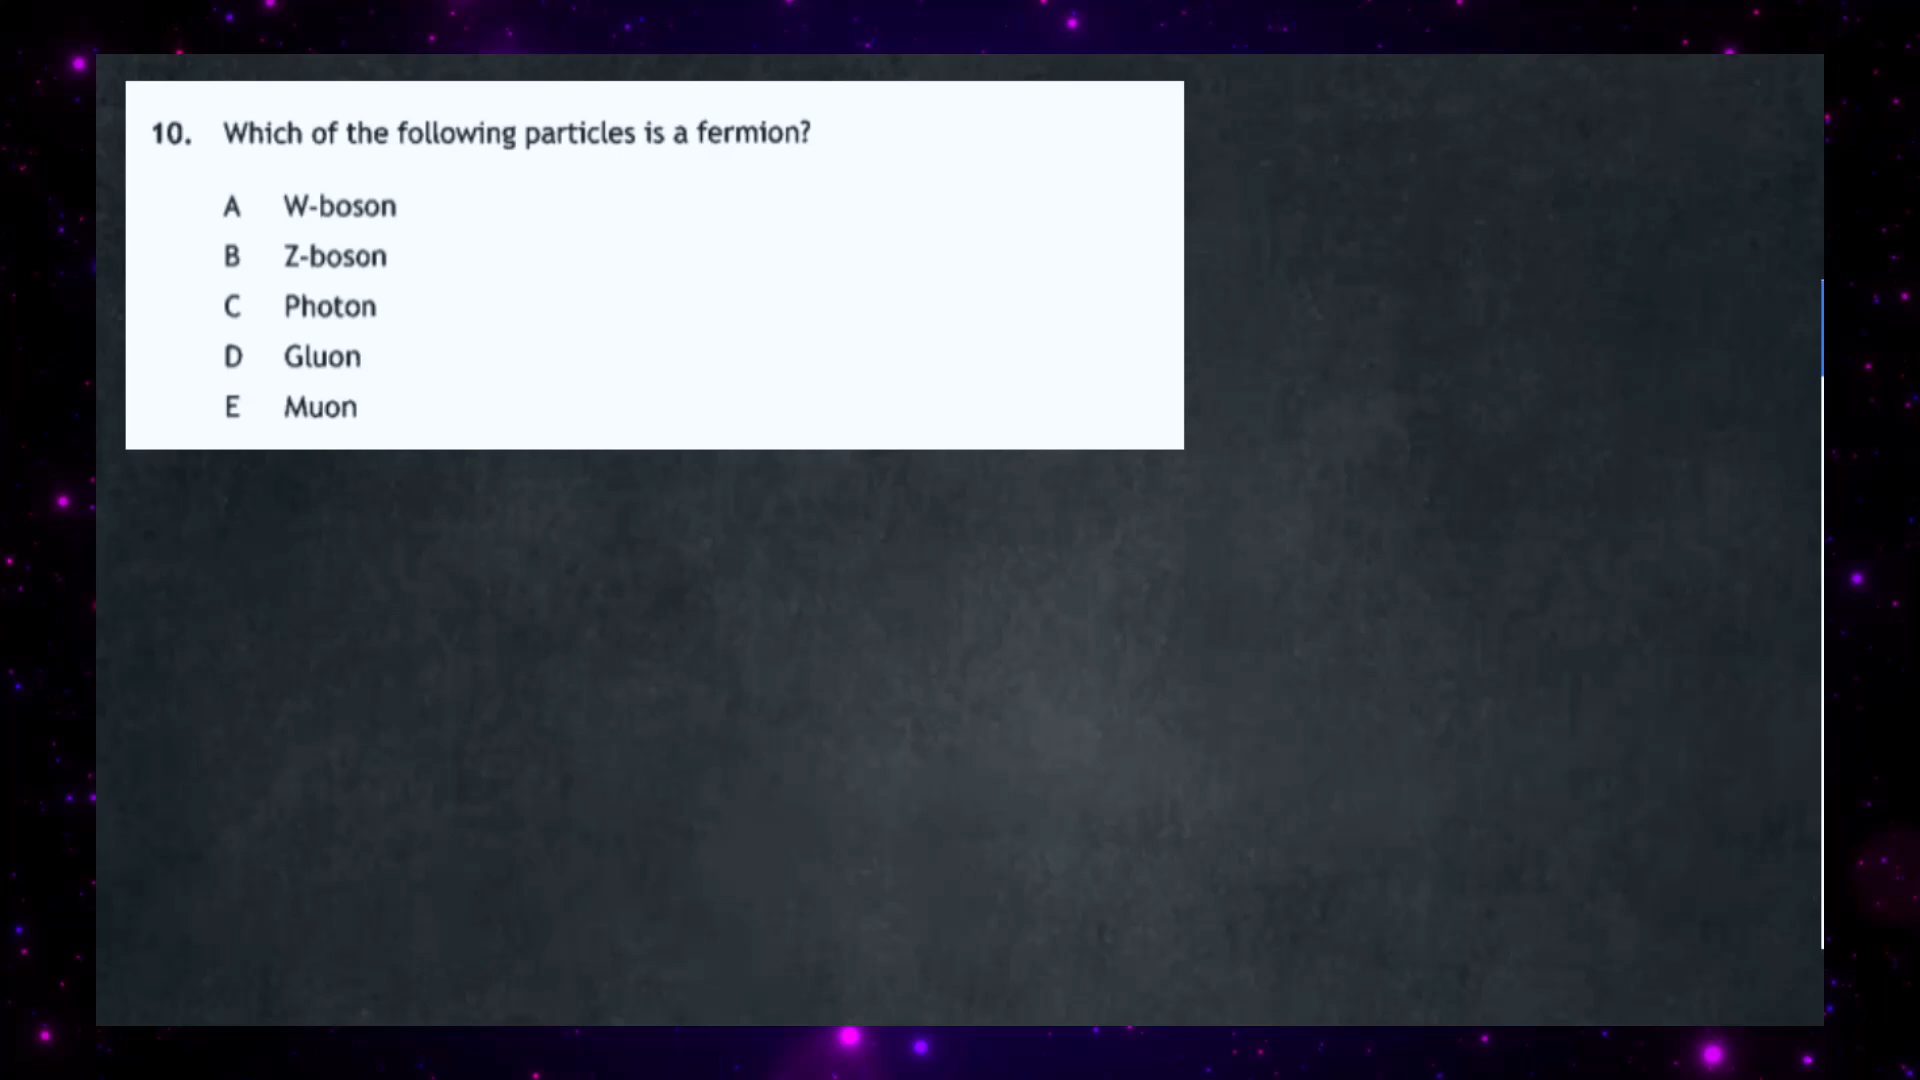 10. Which of the following particles is a fermion?
A W-boson
B Z-boson
C Photon
D Gluon
E Muon